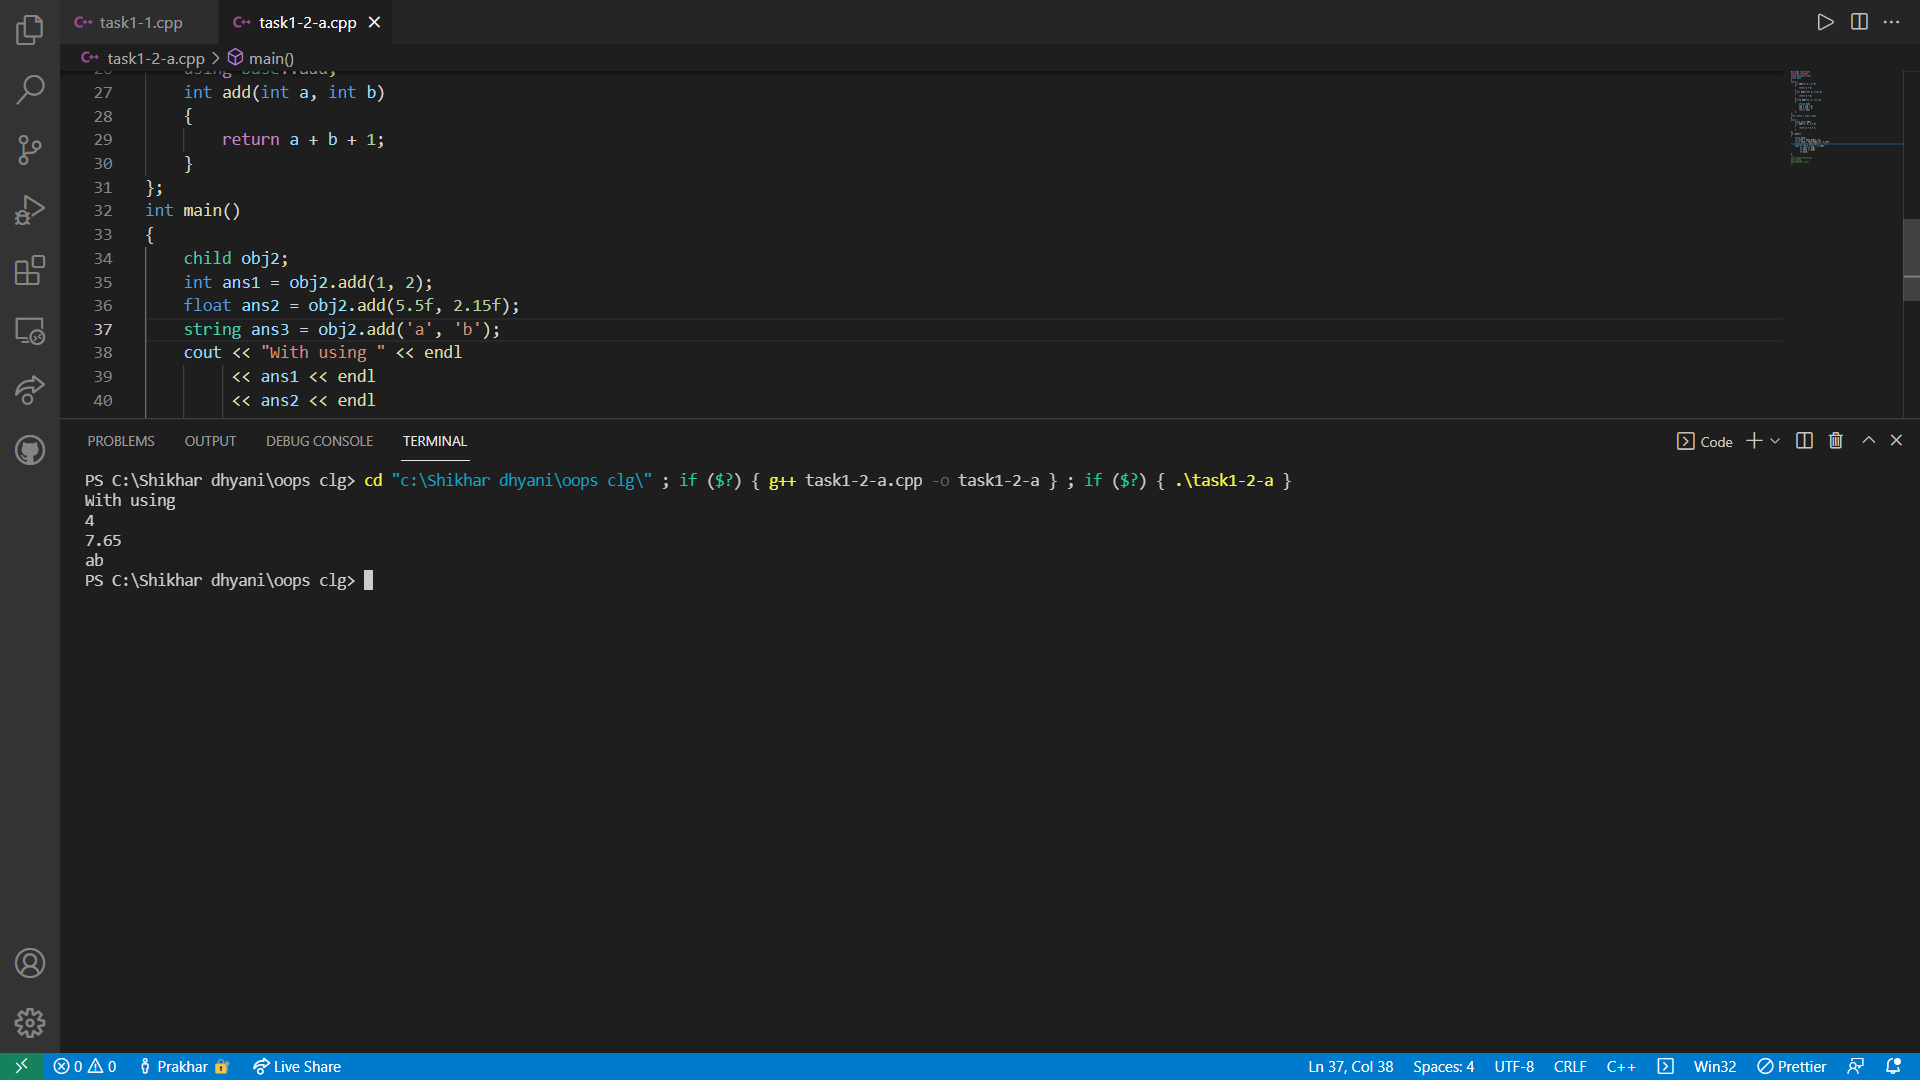 task1-1.cpp
task1-2-a.cpp
task1-2-a.cpp > main()
26 using base::add;
27 int add(int a, int b)
28 {
29 return a + b + 1;
30 }
31 };
32 int main()
33 {
34 child obj2;
35 int ans1 = obj2.add(1, 2);
36 float ans2 = obj2.add(5.5f, 2.15f);
37 string ans3 = obj2.add('a', 'b');
38 cout << "With using " << endl
39 << ans1 << endl
40 << ans2 << endl
PROBLEMS OUTPUT DEBUG CONSOLE TERMINAL
Code
PS C:\Shikhar dhyani\oops clg> cd "c:\Shikhar dhyani\oops clg\" ; if ($?) { g++ task1-2-a.cpp -o task1-2-a } ; if ($?) { .\task1-2-a }
With using
4
7.65
ab
PS C:\Shikhar dhyani\oops clg>
0 0 Prakhar Live Share Ln 37, Col 38 Spaces: 4 UTF-8 CRLF C++ Win32 Prettier